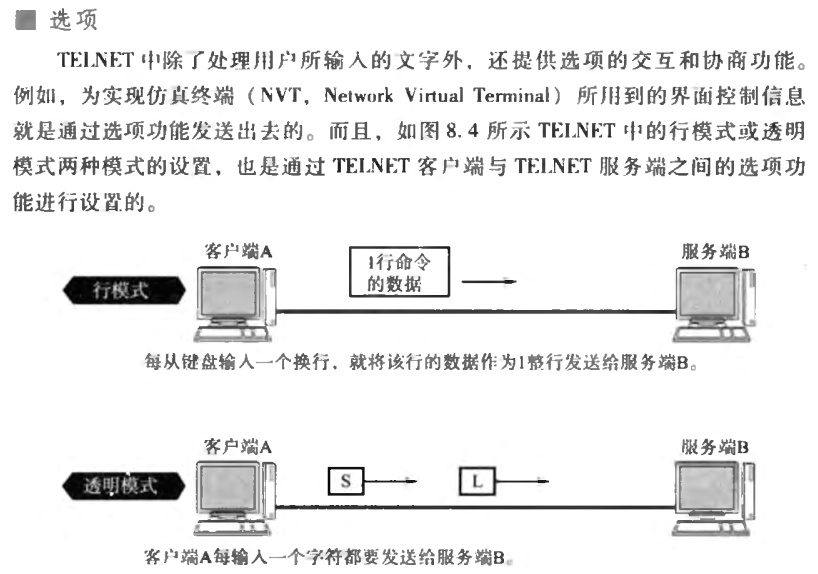 选项
TELNET 中除了处理用户所输入的文字外，还提供选项的交互和协商功能。
例如，为实现仿真终端（NVT，Network Virtual Terminal）所用到的界面控制信息
就是通过选项功能发送出去的。而且，如图 8.4 所示 TELNET 中的行模式或透明
模式两种模式的设置，也是通过 TELNET 客户端与 TELNET 服务端之间的选项功
能进行设置的。
客户端A
服务端B
1行命令
的数据
行模式
每从键盘输入一个换行，就将该行的数据作为1整行发送给服务端B。
客户端A
服务端B
透明模式
S
L
客户端A每输入一个字符都要发送给服务端B。